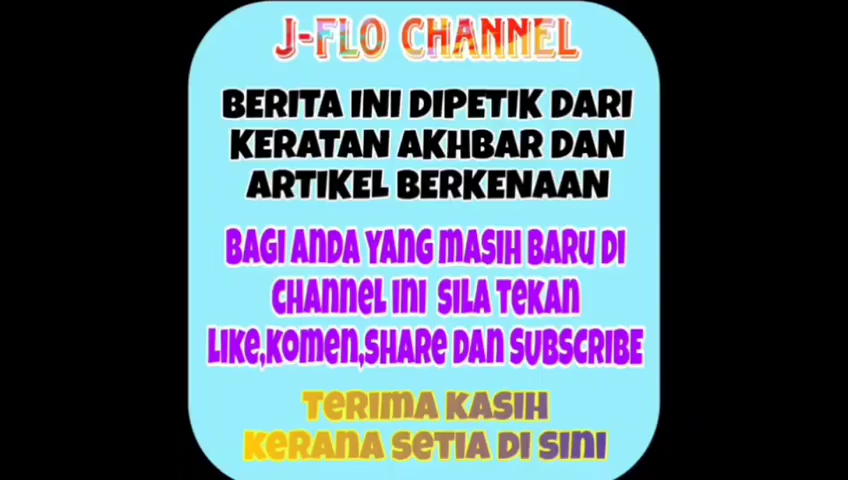 J-FLO CHANNEL
BERITA INI DIPETIK DARI
KERATAN AKHBAR DAN
ARTIKEL BERKENAAN
BAGI ANDA YANG MASIH BARU DI
CHANNEL INI SILA TEKAN
LIKE,KOMEN,SHARE DAN SUBSCRIBE
TERIMA KASIH
KERANA SETIA DI SINI